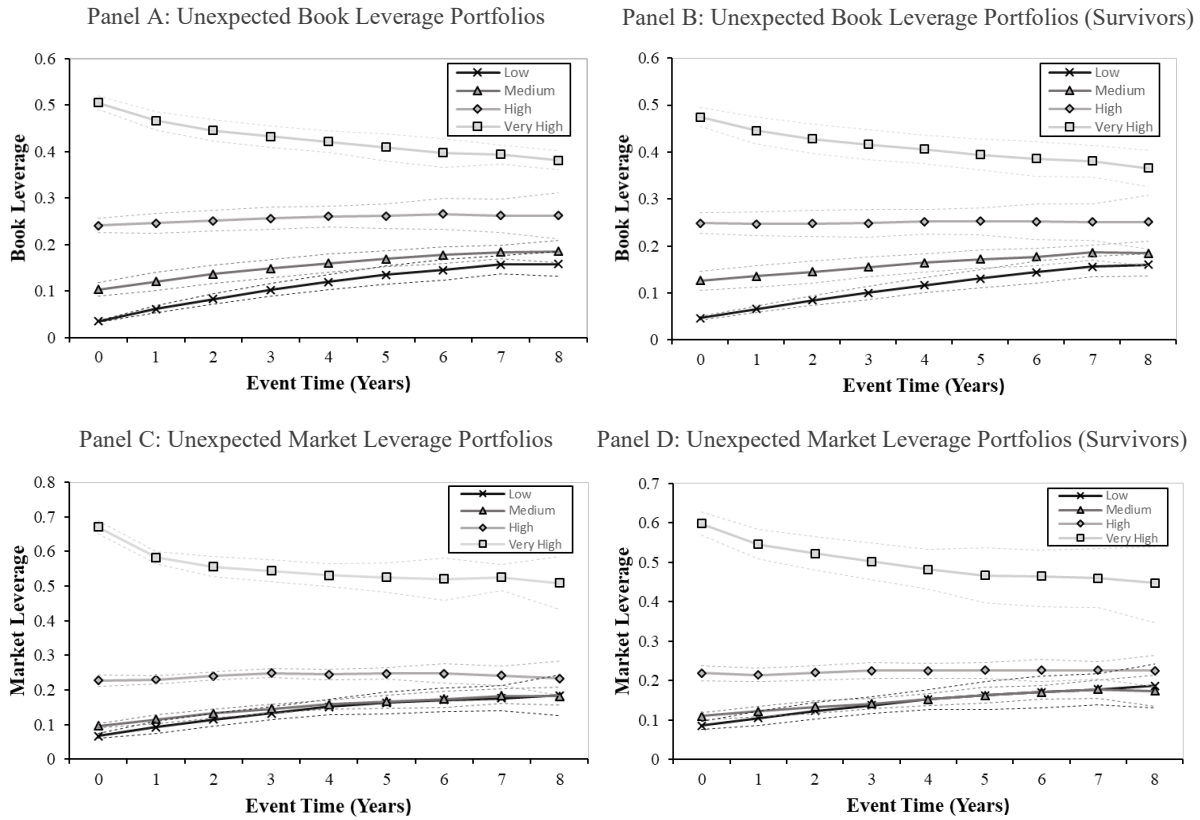 Panel A: Unexpected Book Leverage Portfolios
Book Leverage
0.6
0.5
0.4
0.3
0.2
0.1
0
Low
Medium
High
Very High
0 1 2 3 4 5 6 7 8
Event Time (Years)
Panel B: Unexpected Book Leverage Portfolios (Survivors)
Book Leverage
0.6
0.5
0.4
0.3
0.2
0.1
0
Low
Medium
High
Very High
0 1 2 3 4 5 6 7 8
Event Time (Years)
Panel C: Unexpected Market Leverage Portfolios
Market Leverage
0.8
0.7
0.6
0.5
0.4
0.3
0.2
0.1
0
Low
Medium
High
Very High
0 1 2 3 4 5 6 7 8
Event Time (Years)
Panel D: Unexpected Market Leverage Portfolios (Survivors)
Market Leverage
0.7
0.6
0.5
0.4
0.3
0.2
0.1
0
Low
Medium
High
Very High
0 1 2 3 4 5 6 7 8
Event Time (Years)